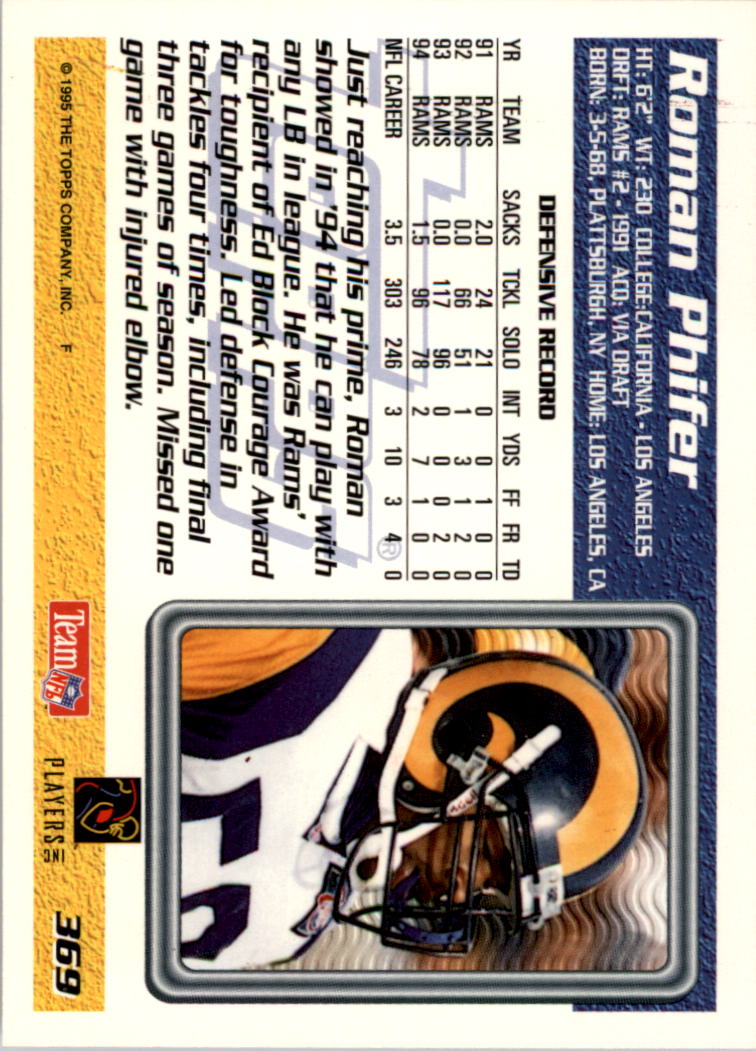 Roman Phifer
HT: 6'2" WT: 230 COLLEGE: CALIFORNIA - LOS ANGELES
DRFT: RAMS #2 - 1991 ACQ. VIA DRAFT
BORN: 3-5-68, PLATTSBURGH, NY HOME: LOS ANGELES, CA
DEFENSIVE RECORD
YR TEAM SACKS TCKL SOLO INT YDS FF FR TD
91 RAMS 2.0 24 21 0 0 1 0 0
92 RAMS 0.0 66 51 1 3 1 2 0
93 RAMS 0.0 117 96 0 0 0 2 0
94 RAMS 1.5 96 78 2 7 1 0 0
NFL CAREER 3.5 303 246 3 10 3 4 0
Just reaching his prime, Roman
showed in '94 that he can play with
any LB in league. He was Rams'
recipient of Ed Block Courage Award
for toughness. Led defense in
tackles four times, including final
three games of season. Missed one
game with injured elbow.
Topps®
© 1995 THE TOPPS COMPANY, INC. F
Team NFL
PLAYERS INC
369